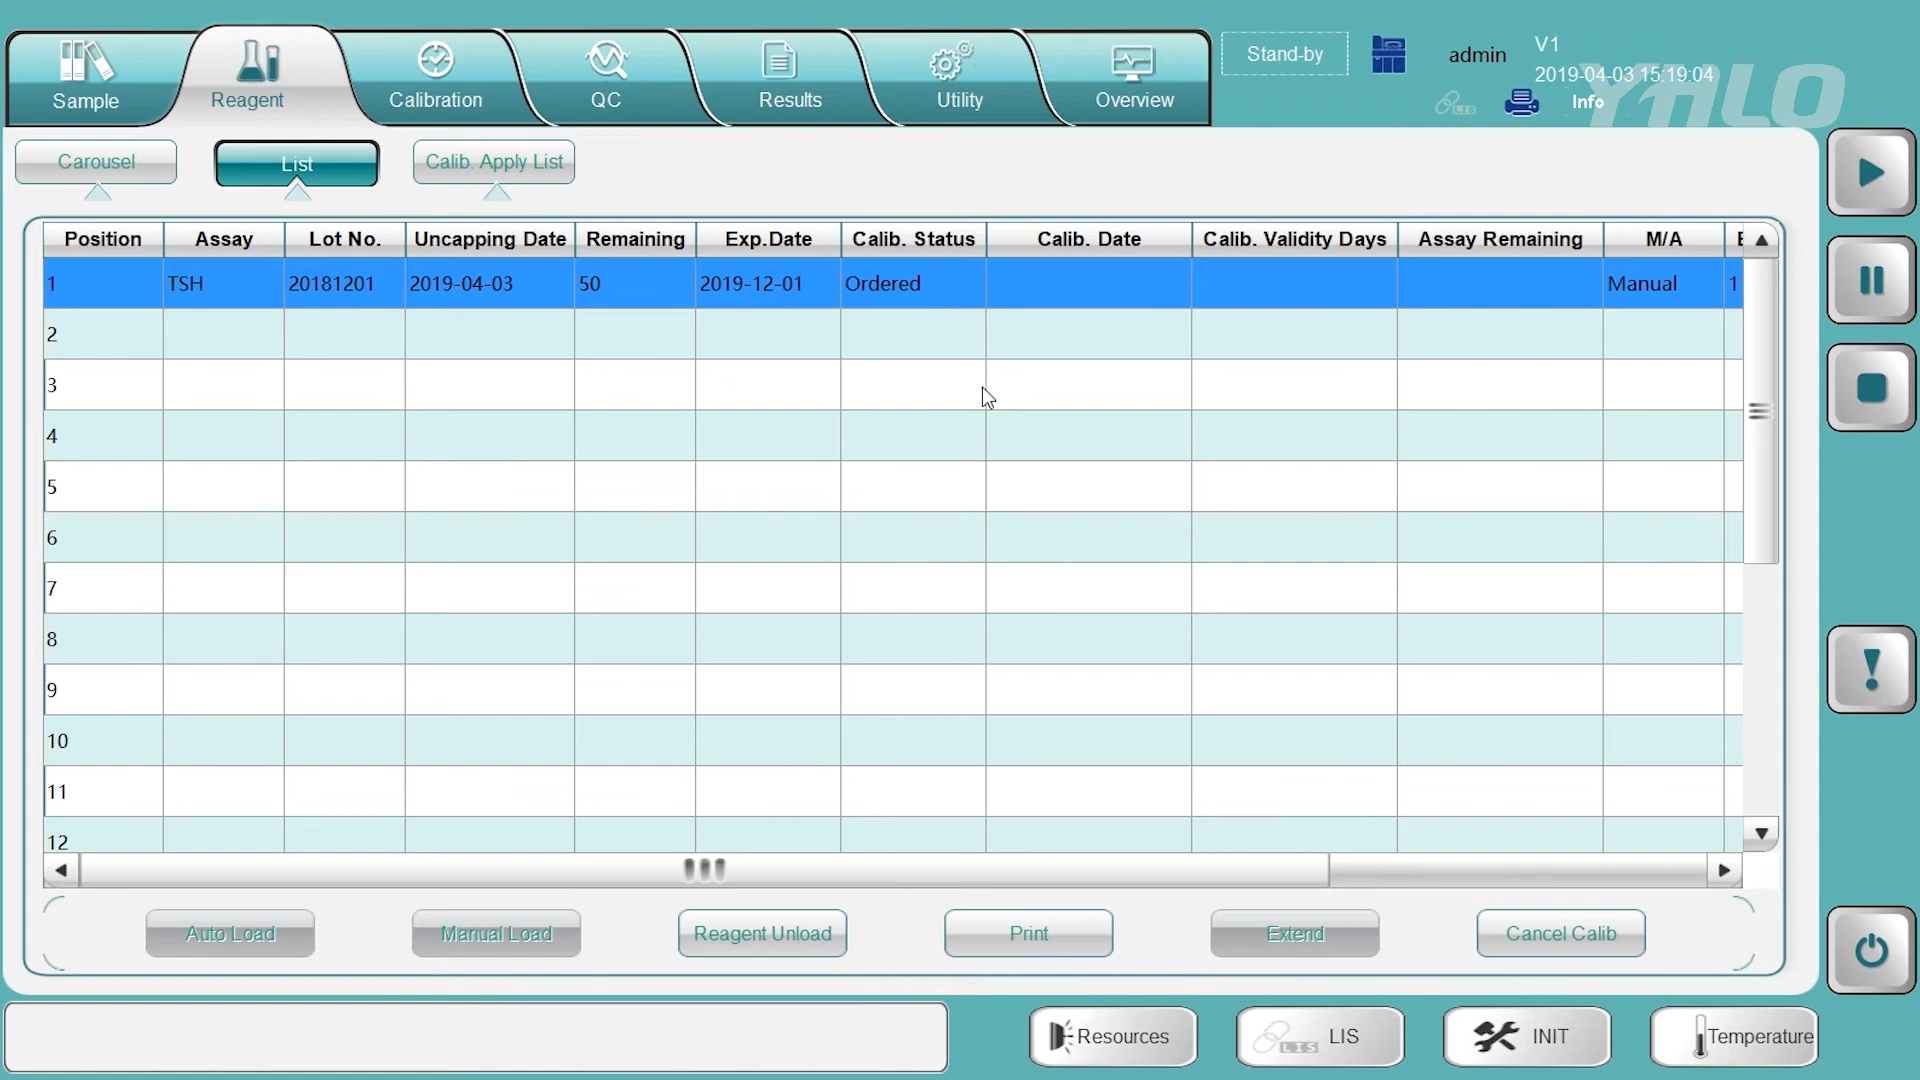 Sample
Reagent
Calibration
QC
Results
Utility
Overview
Stand-by
admin
V1
2019-04-03 15:19:04
Info
LIS
Carousel
List
Calib. Apply List
Position Assay Lot No. Uncapping Date Remaining Exp.Date Calib. Status Calib. Date Calib. Validity Days Assay Remaining M/A
1 TSH 20181201 2019-04-03 50 2019-12-01 Ordered Manual 1
2
3
4
5
6
7
8
9
10
11
12
Auto Load
Manual Load
Reagent Unload
Print
Extend
Cancel Calib
Resources
LIS LIS
INIT
Temperature